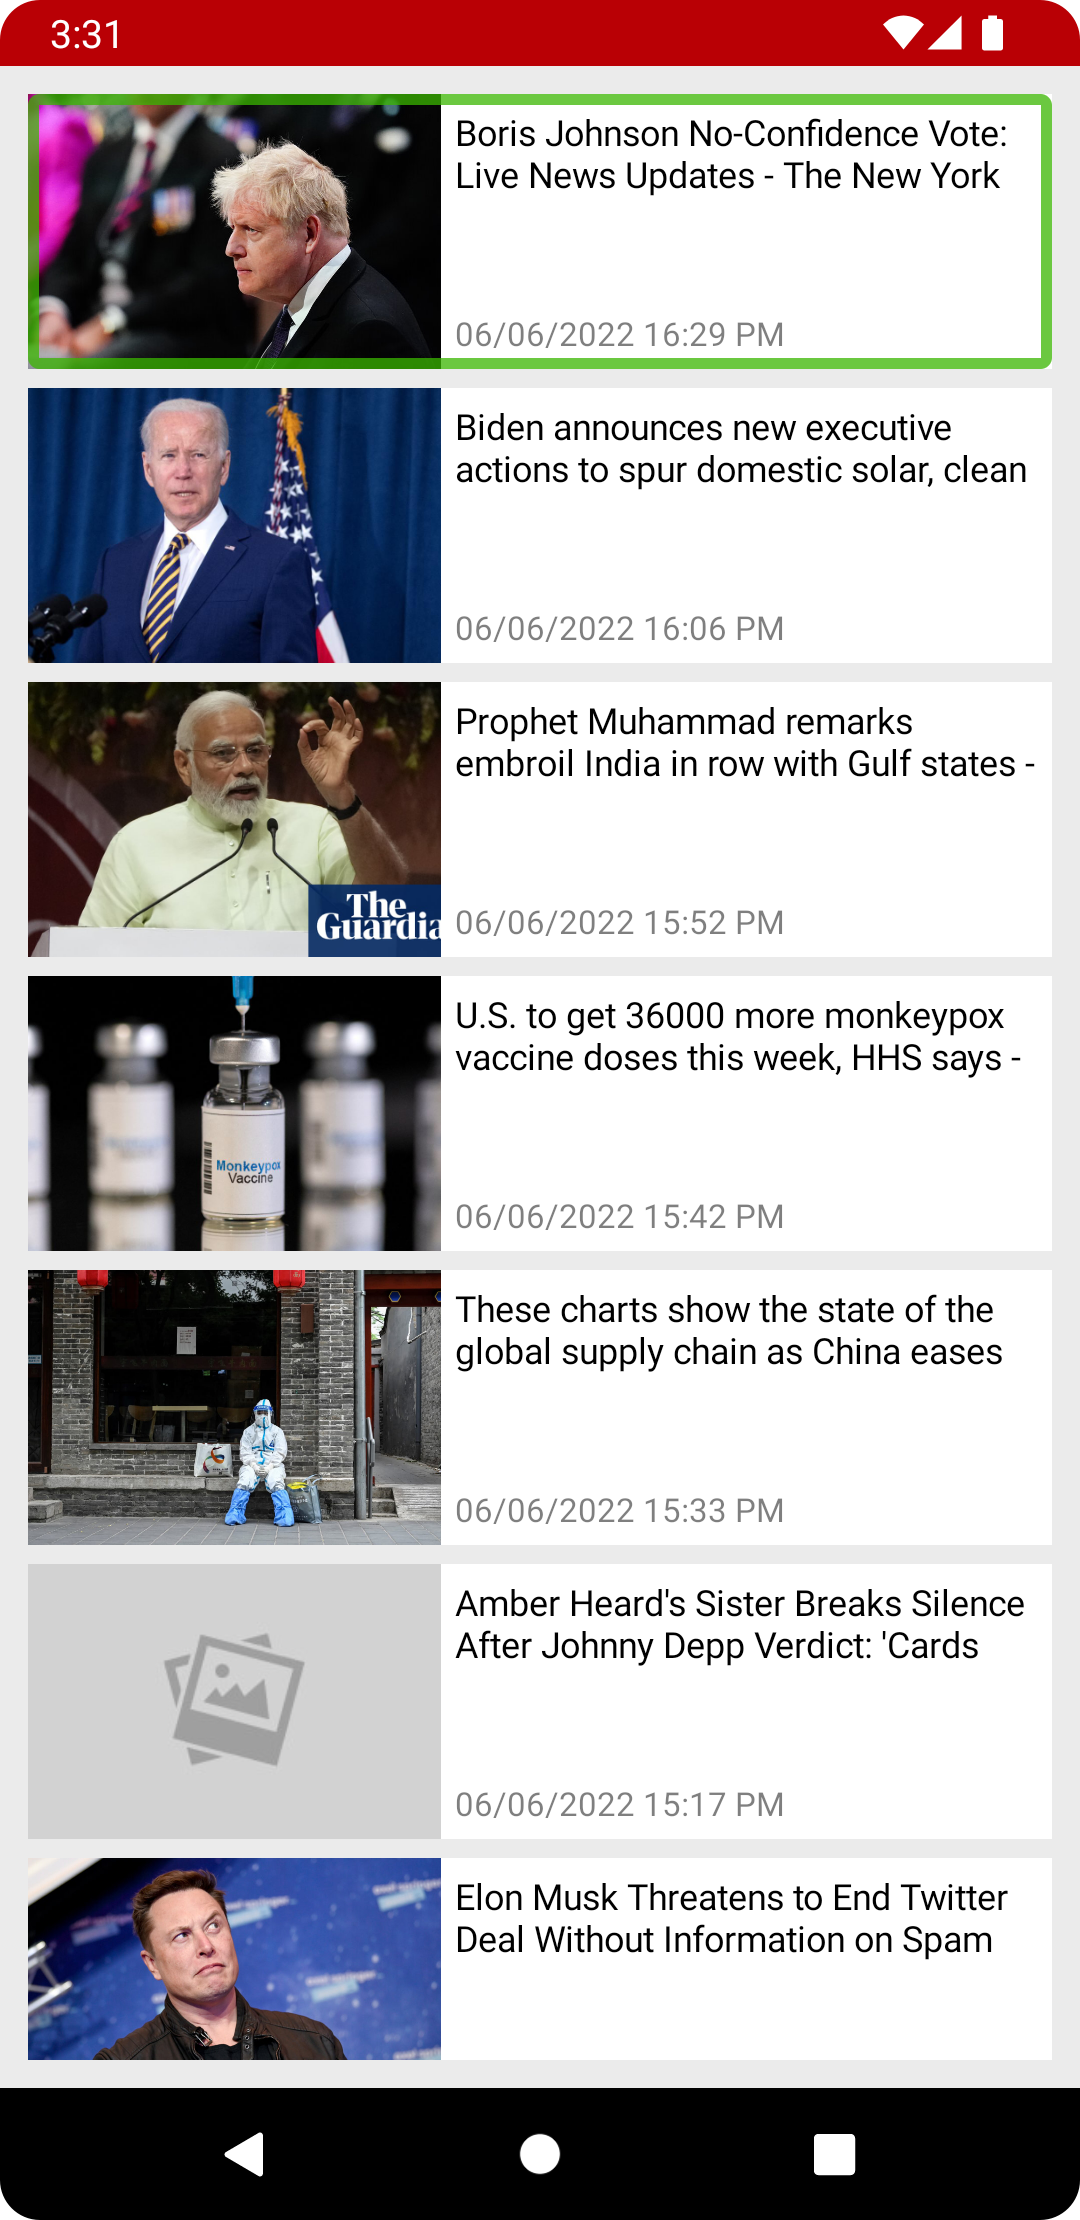 3:31
Boris Johnson No-Confidence Vote:
Live News Updates - The New York
06/06/2022 16:29 PM
Biden announces new executive
actions to spur domestic solar, clean
06/06/2022 16:06 PM
Prophet Muhammad remarks
embroil India in row with Gulf states -
The
Guardia
06/06/2022 15:52 PM
U.S. to get 36000 more monkeypox
vaccine doses this week, HHS says -
Monkeypox
Vaccine
06/06/2022 15:42 PM
These charts show the state of the
global supply chain as China eases
06/06/2022 15:33 PM
Amber Heard's Sister Breaks Silence
After Johnny Depp Verdict: 'Cards
06/06/2022 15:17 PM
Elon Musk Threatens to End Twitter
Deal Without Information on Spam